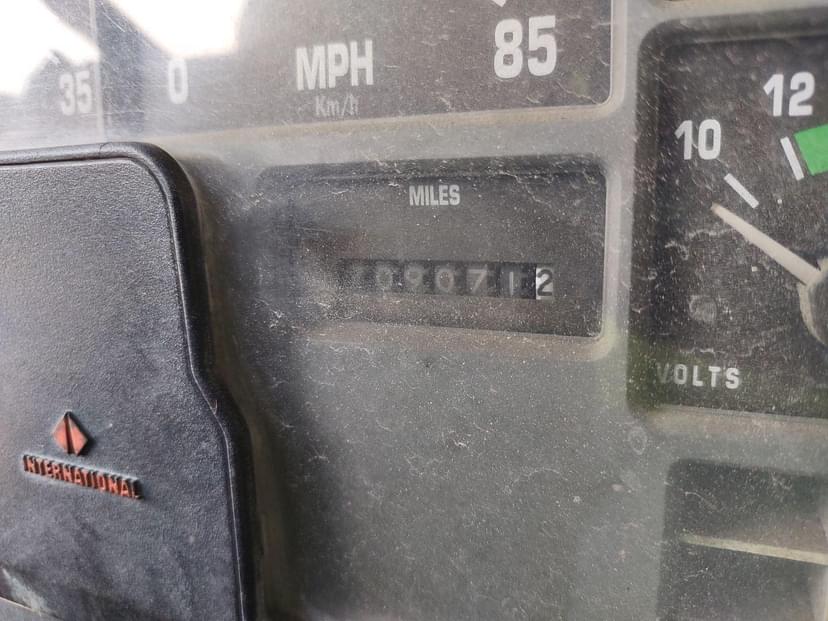 35
0
MPH
Km/h
85
10
12
MILES
090712
VOLTS
INTERNATIONAL